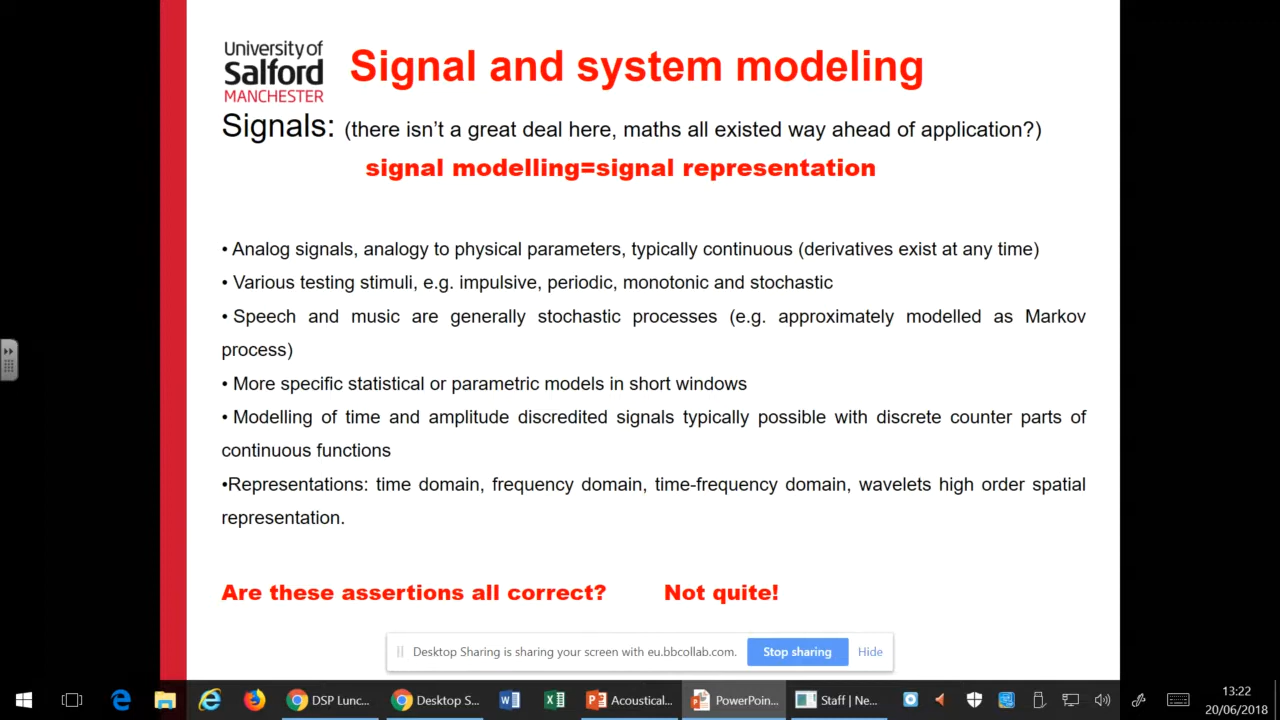 University of
Salford
MANCHESTER
Signal and system modeling
Signals: (there isn't a great deal here, maths all existed way ahead of application?)
signal modelling=signal representation
• Analog signals, analogy to physical parameters, typically continuous (derivatives exist at any time)
• Various testing stimuli, e.g. impulsive, periodic, monotonic and stochastic
• Speech and music are generally stochastic processes (e.g. approximately modelled as Markov
process)
• More specific statistical or parametric models in short windows
• Modelling of time and amplitude discredited signals typically possible with discrete counter parts of
continuous functions
•Representations: time domain, frequency domain, time-frequency domain, wavelets high order spatial
representation.
Are these assertions all correct? Not quite!
Desktop Sharing is sharing your screen with eu.bbcollab.com. Stop sharing Hide
DSP Lunc... Desktop S... Acoustical... PowerPoin... Staff | Ne... 13:22
20/06/2018